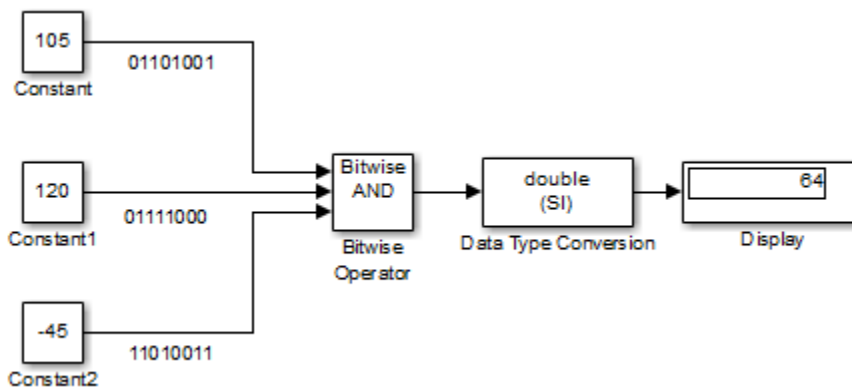 105
01101001
Constant
120
01111000
Constant1
-45
11010011
Constant2
Bitwise
AND
Bitwise
Operator
double
(SI)
Data Type Conversion
64
Display